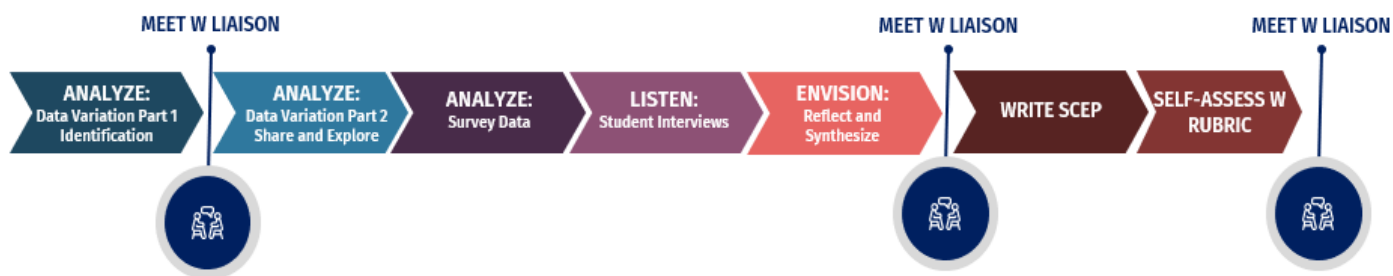 MEET W LIAISON
MEET W LIAISON
MEET W LIAISON
ANALYZE:
Data Variation Part 1
Identification
ANALYZE:
Data Variation Part 2
Share and Explore
ANALYZE:
Survey Data
LISTEN:
Student Interviews
ENVISION:
Reflect and
Synthesize
WRITE SCEP
SELF-ASSESS W
RUBRIC